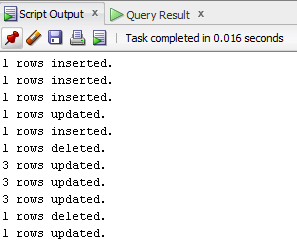 Script Output x Query Result x
Task completed in 0.016 seconds
1 rows inserted.
1 rows inserted.
1 rows inserted.
1 rows updated.
1 rows inserted.
1 rows deleted.
3 rows updated.
3 rows updated.
3 rows updated.
1 rows deleted.
1 rows updated.